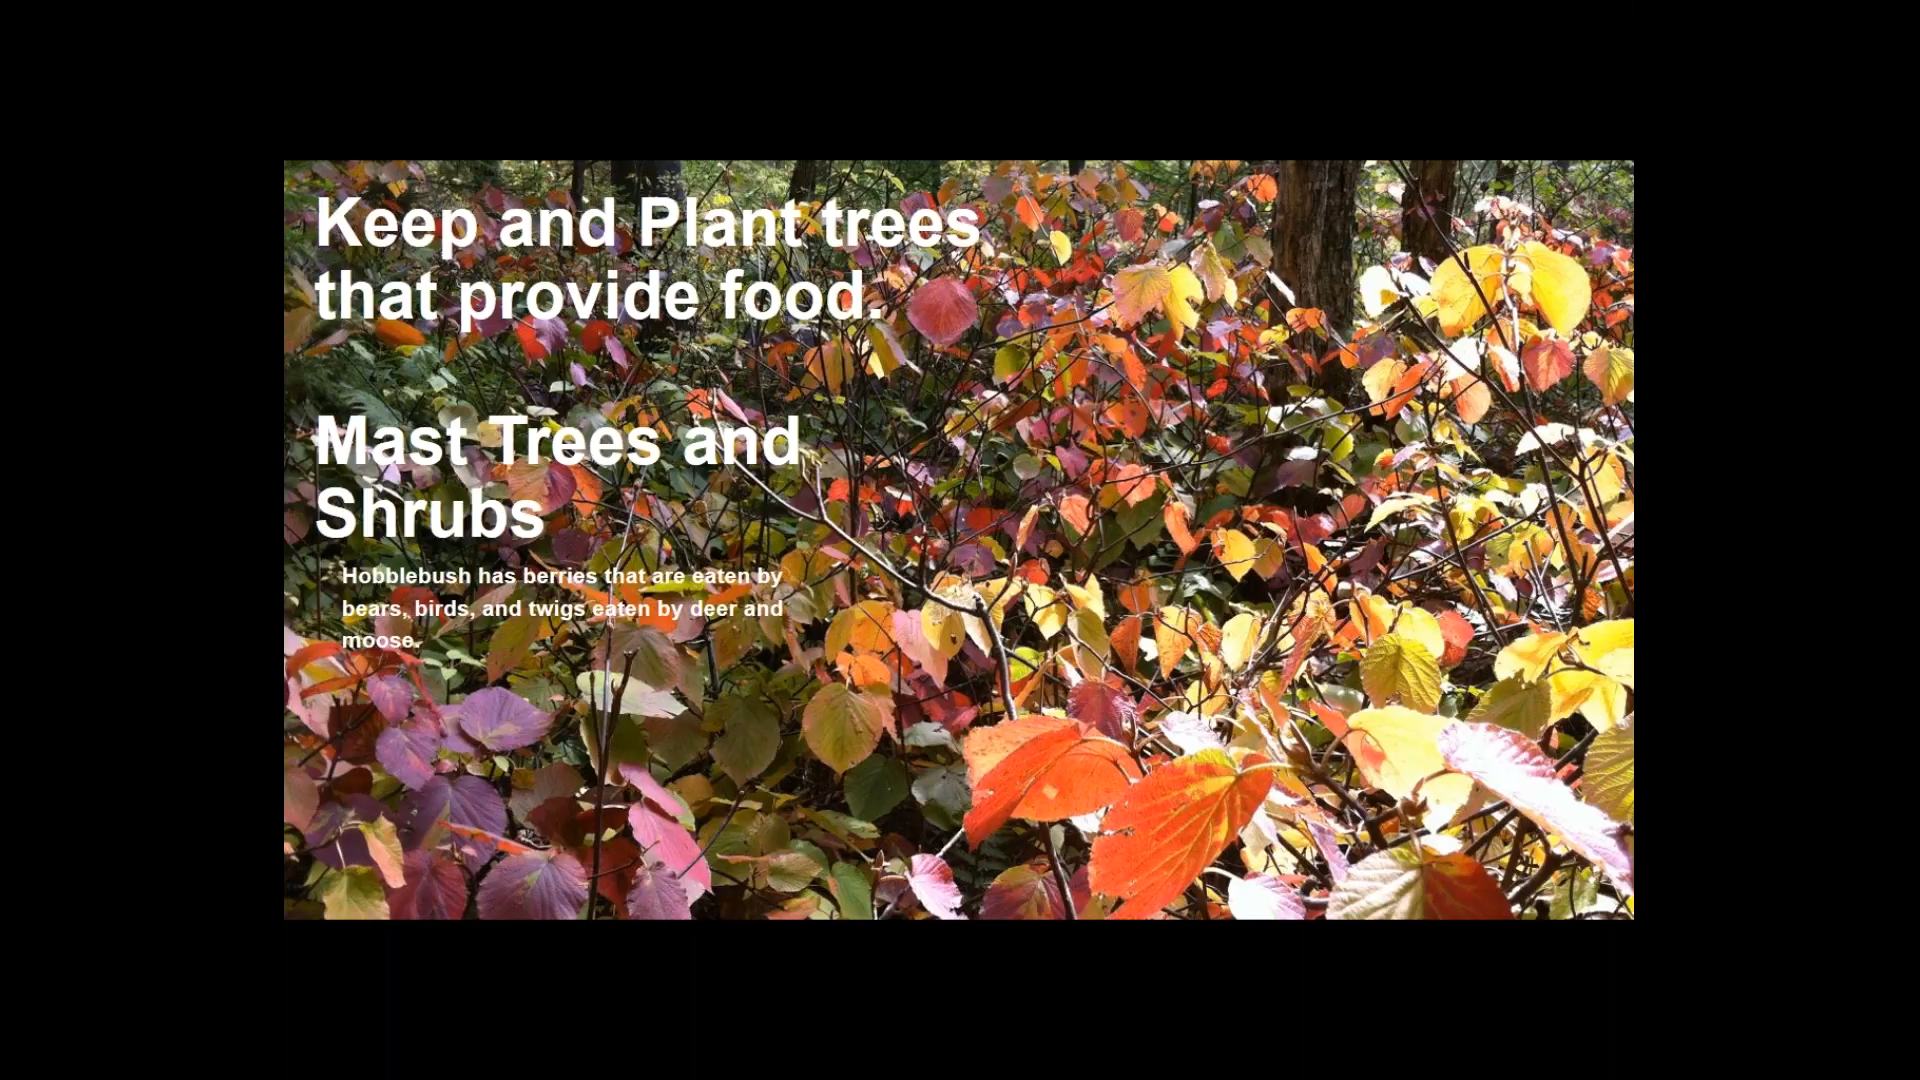 Keep and Plant trees
that provide food.
Mast Trees and
Shrubs
Hobblebush has berries that are eaten by
bears, birds, and twigs eaten by deer and
moose.